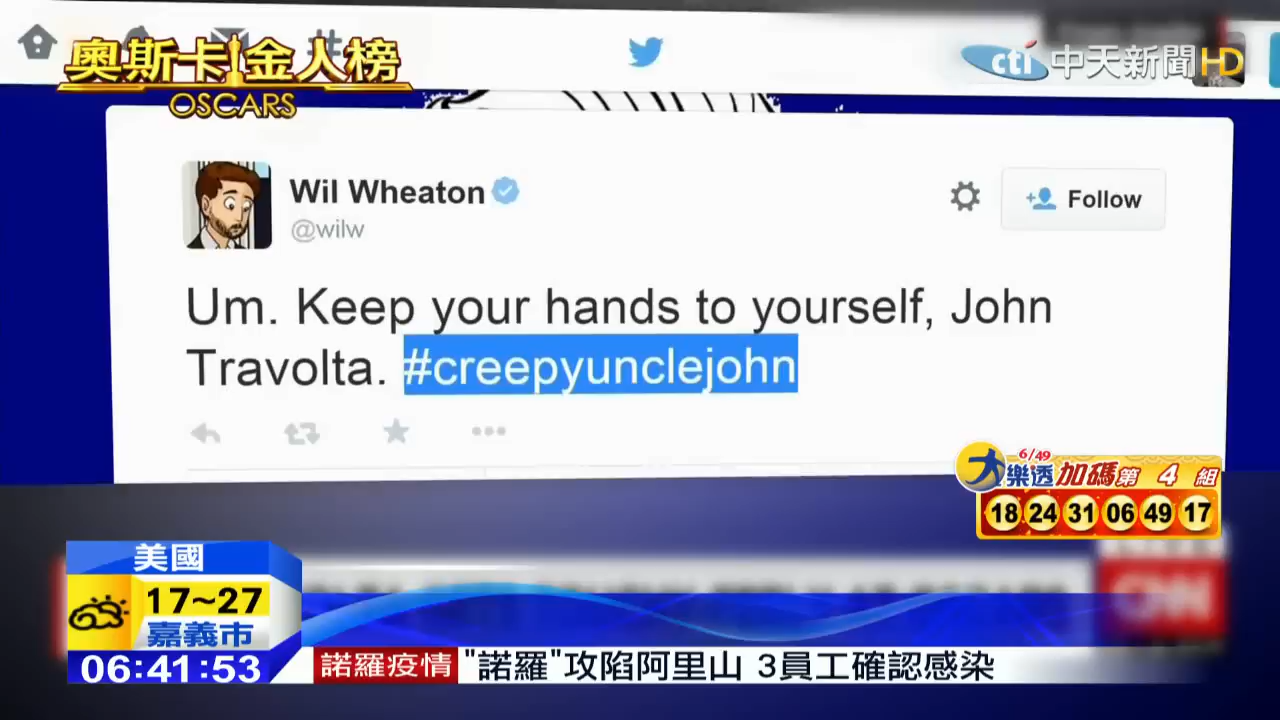 奧斯卡金人榜
OSCARS
cti 中天新聞HD
Wil Wheaton
@wilw
Follow
Um. Keep your hands to yourself, John
Travolta. #creepyunclejohn
6/49
大樂透加碼第 4 組
18 24 31 06 49 17
美國
17~27
嘉義市
06:41:53
CNN
諾羅疫情 "諾羅"攻陷阿里山 3員工確認感染